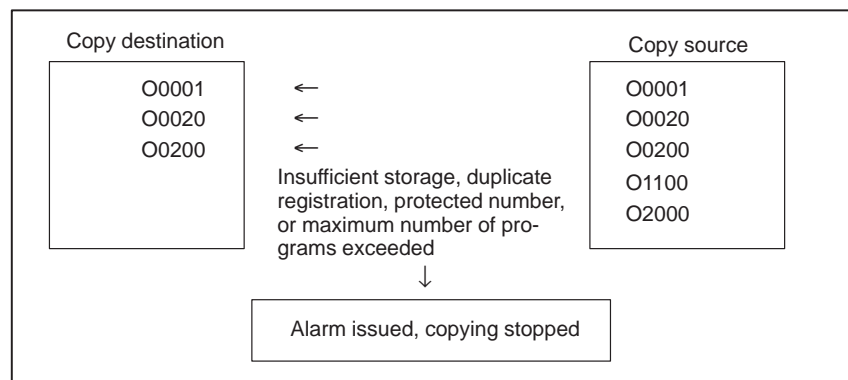 Copy destination
Copy source
O0001
O0020
O0200
←
←
←
O0001
O0020
O0200
O1100
O2000
Insufficient storage, duplicate
registration, protected number,
or maximum number of pro-
grams exceeded
↓
Alarm issued, copying stopped